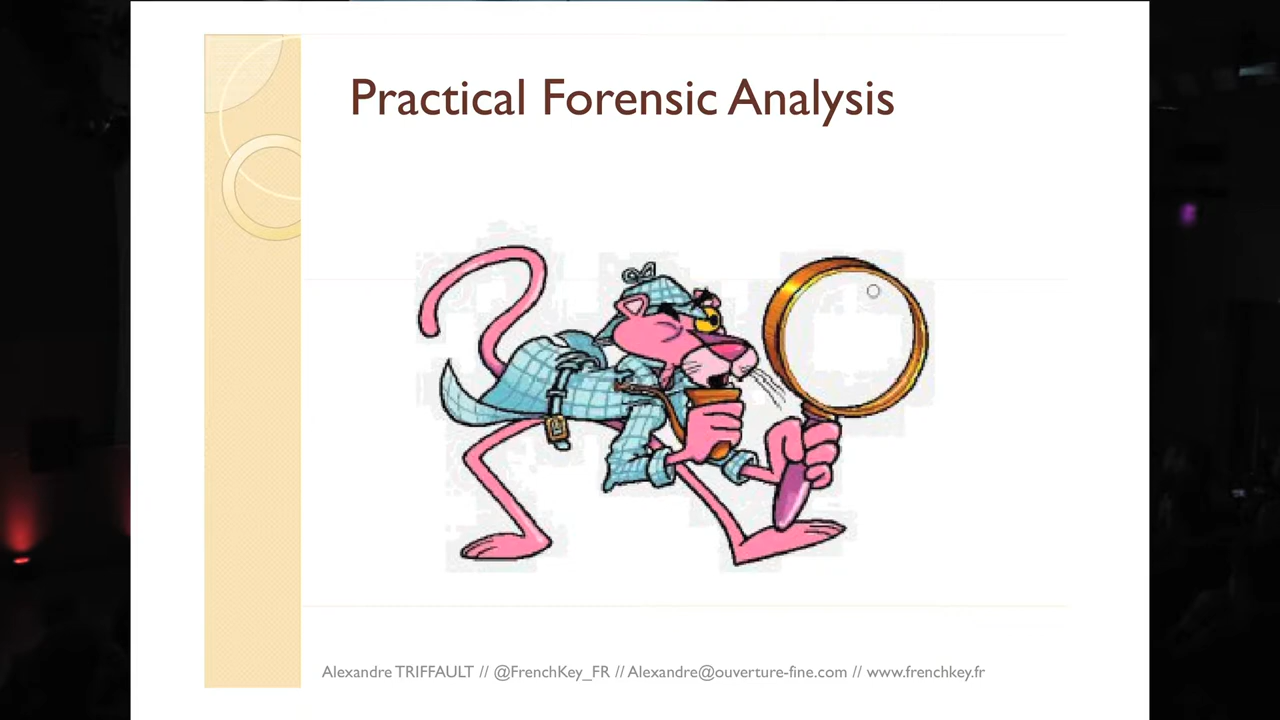 Practical Forensic Analysis
Alexandre TRIFFAULT // @FrenchKey_FR // Alexandre@ouverture-fine.com // www.frenchkey.fr